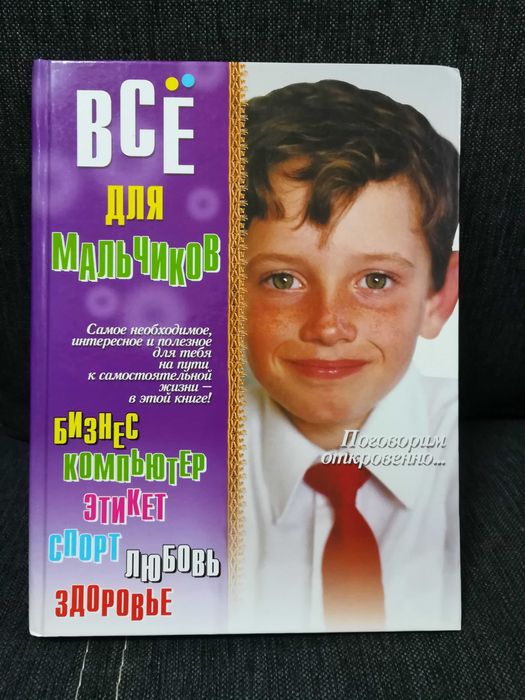 ВСЁ
ДЛЯ
МАЛЬЧИКОВ
Самое необходимое,
интересное и полезное
для тебя
на пути
к самостоятельной
жизни –
в этой книге!
БИЗНЕС
КОМПЬЮТЕР
ЭТИКЕТ
СПОРТ
ЛЮБОВЬ
ЗДОРОВЬЕ
Поговорим
откровенно...